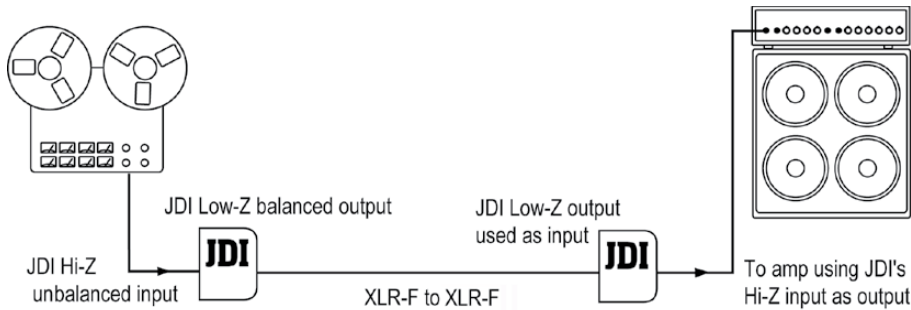 JDI Low-Z balanced output
JDI Low-Z output
used as input
JDI
JDI
JDI Hi-Z
unbalanced input
XLR-F to XLR-F
To amp using JDI's
Hi-Z input as output